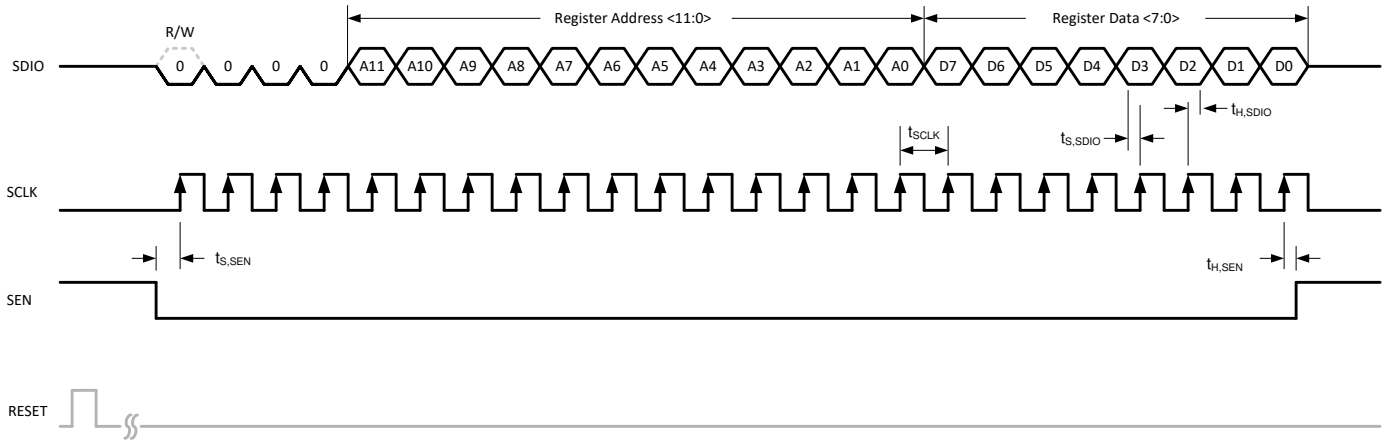 Register Address <11:0>
Register Data <7:0>
R/W
SDIO
0 0 0 0 A11 A10 A9 A8 A7 A6 A5 A4 A3 A2 A1 A0 D7 D6 D5 D4 D3 D2 D1 D0
tH,SDIO
tSCLK
tS,SDIO
SCLK
tS,SEN
tH,SEN
SEN
RESET